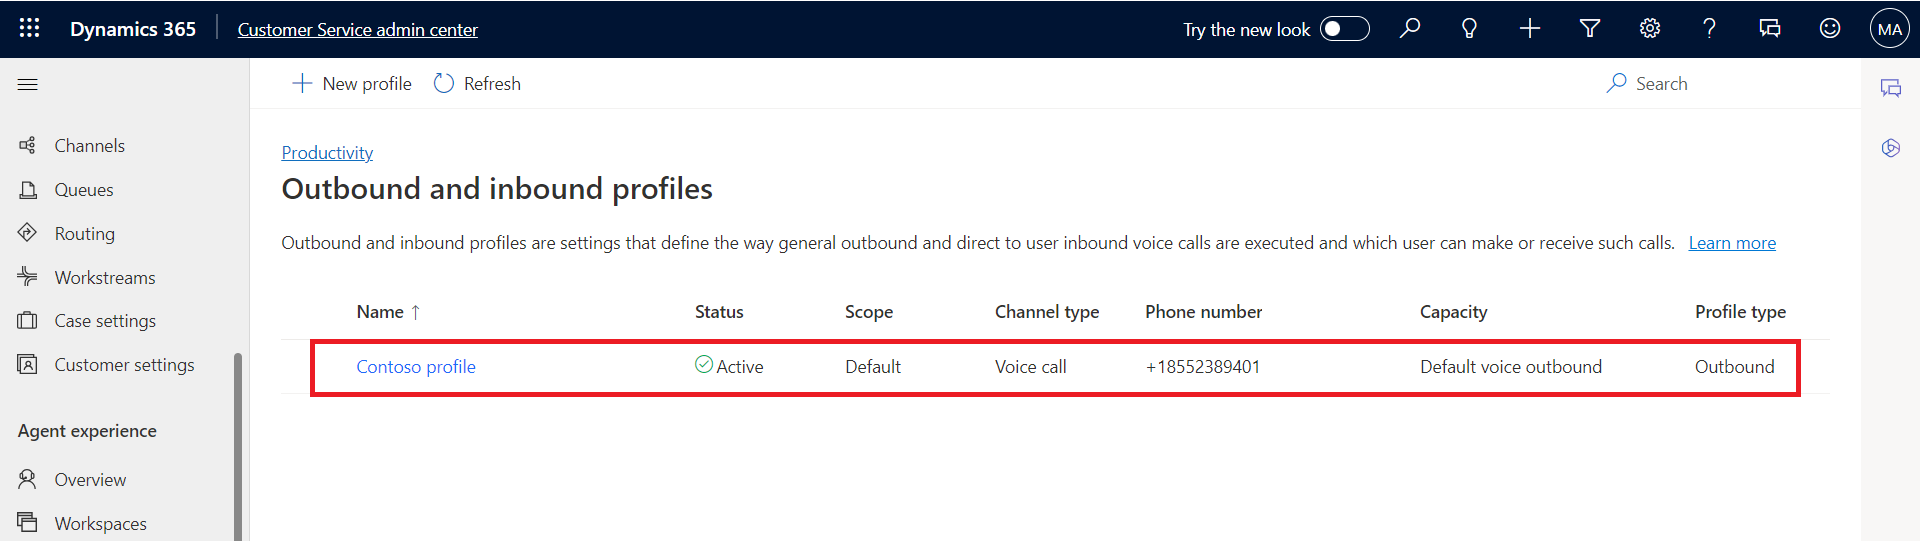 Dynamics 365 Customer Service admin center Try the new look MA
New profile Refresh Search
Channels
Queues
Routing
Workstreams
Case settings
Customer settings
Agent experience
Overview
Workspaces
Productivity
Outbound and inbound profiles
Outbound and inbound profiles are settings that define the way general outbound and direct to user inbound voice calls are executed and which user can make or receive such calls. Learn more
Name ↑ Status Scope Channel type Phone number Capacity Profile type
Contoso profile Active Default Voice call +18552389401 Default voice outbound Outbound